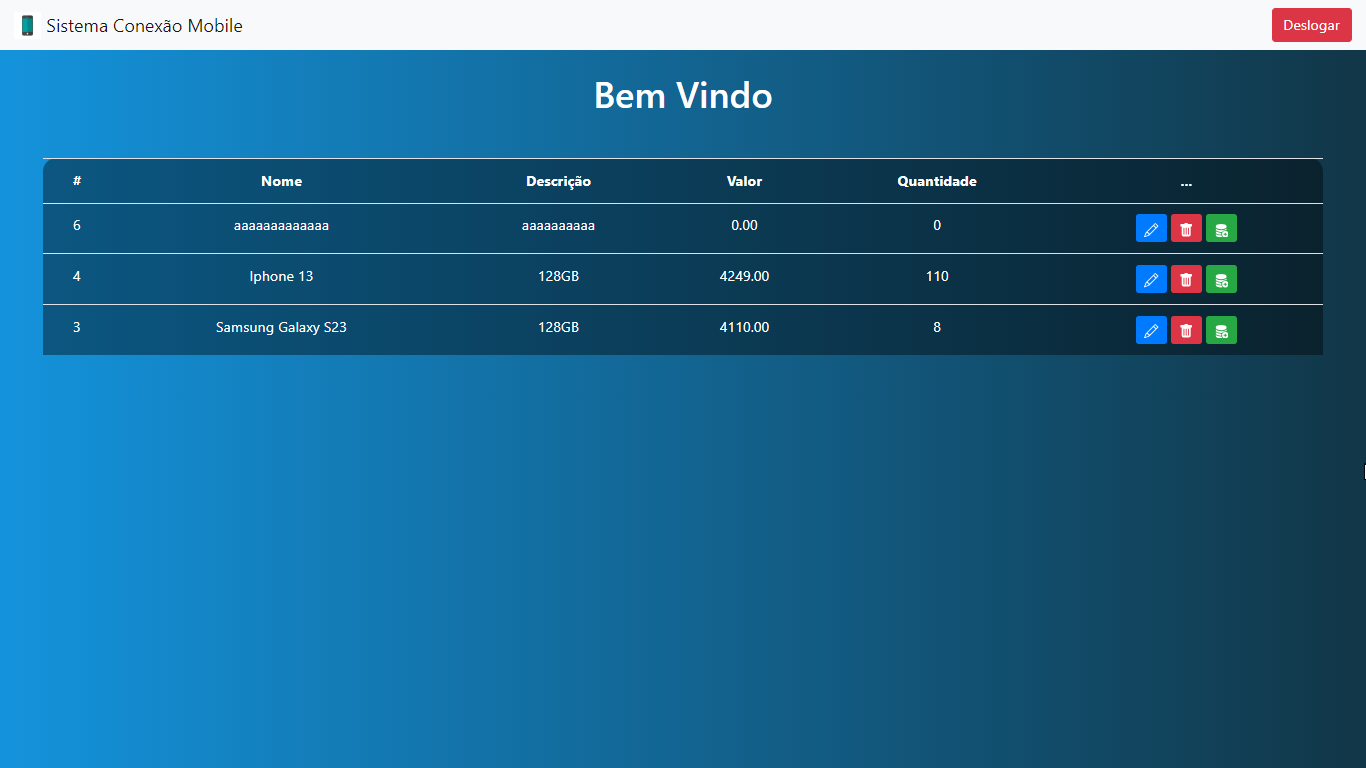 Sistema Conexão Mobile
Deslogar
Bem Vindo
# Nome Descrição Valor Quantidade ...
6 aaaaaaaaaaaaa aaaaaaaaaa 0.00 0
4 Iphone 13 128GB 4249.00 110
3 Samsung Galaxy S23 128GB 4110.00 8